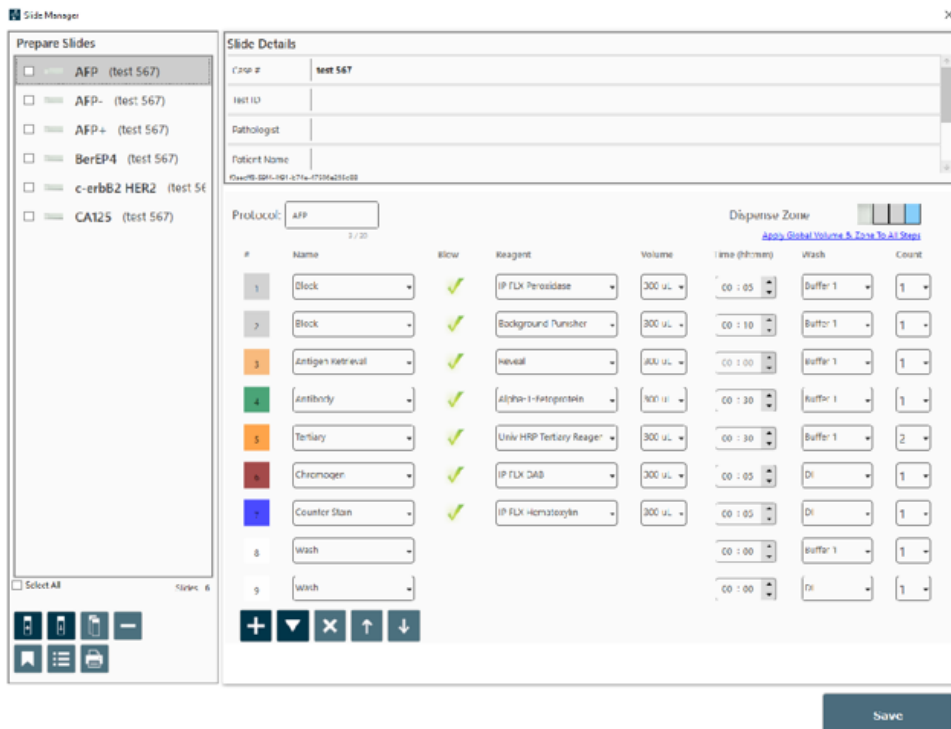 Slide Manager
Prepare Slides
AFP (test 567)
AFP- (test 567)
AFP+ (test 567)
BerEP4 (test 567)
c-erbB2 HER2 (test 56
CA125 (test 567)
Select All
Slides 6
Slide Details
Case # test 567
Test ID
Pathologist
Patient Name
Protocol: AFP
3 / 20
Dispense Zone
Apply Global Volume & Zone To All Steps
# Name Blow Reagent Volume Time (hh:mm) Wash Count
1 Block IP FLX Peroxidase 300 uL 00 : 05 Buffer 1 1
2 Block Background Punisher 300 uL 00 : 10 Buffer 1 1
3 Antigen Retrieval Reveal 300 uL 00 : 00 Buffer 1 1
4 Antibody Alpha-1-fetoprotein 300 uL 00 : 30 Buffer 1 1
5 Tertiary Univ HRP Tertiary Reager 300 uL 00 : 30 Buffer 1 2
6 Chromogen IP FLX DAB 300 uL 00 : 05 DI 1
7 Counter Stain IP FLX Hematoxylin 300 uL 00 : 05 DI 1
8 Wash 00 : 00 Buffer 1 1
9 Wash 00 : 00 DI 1
Save